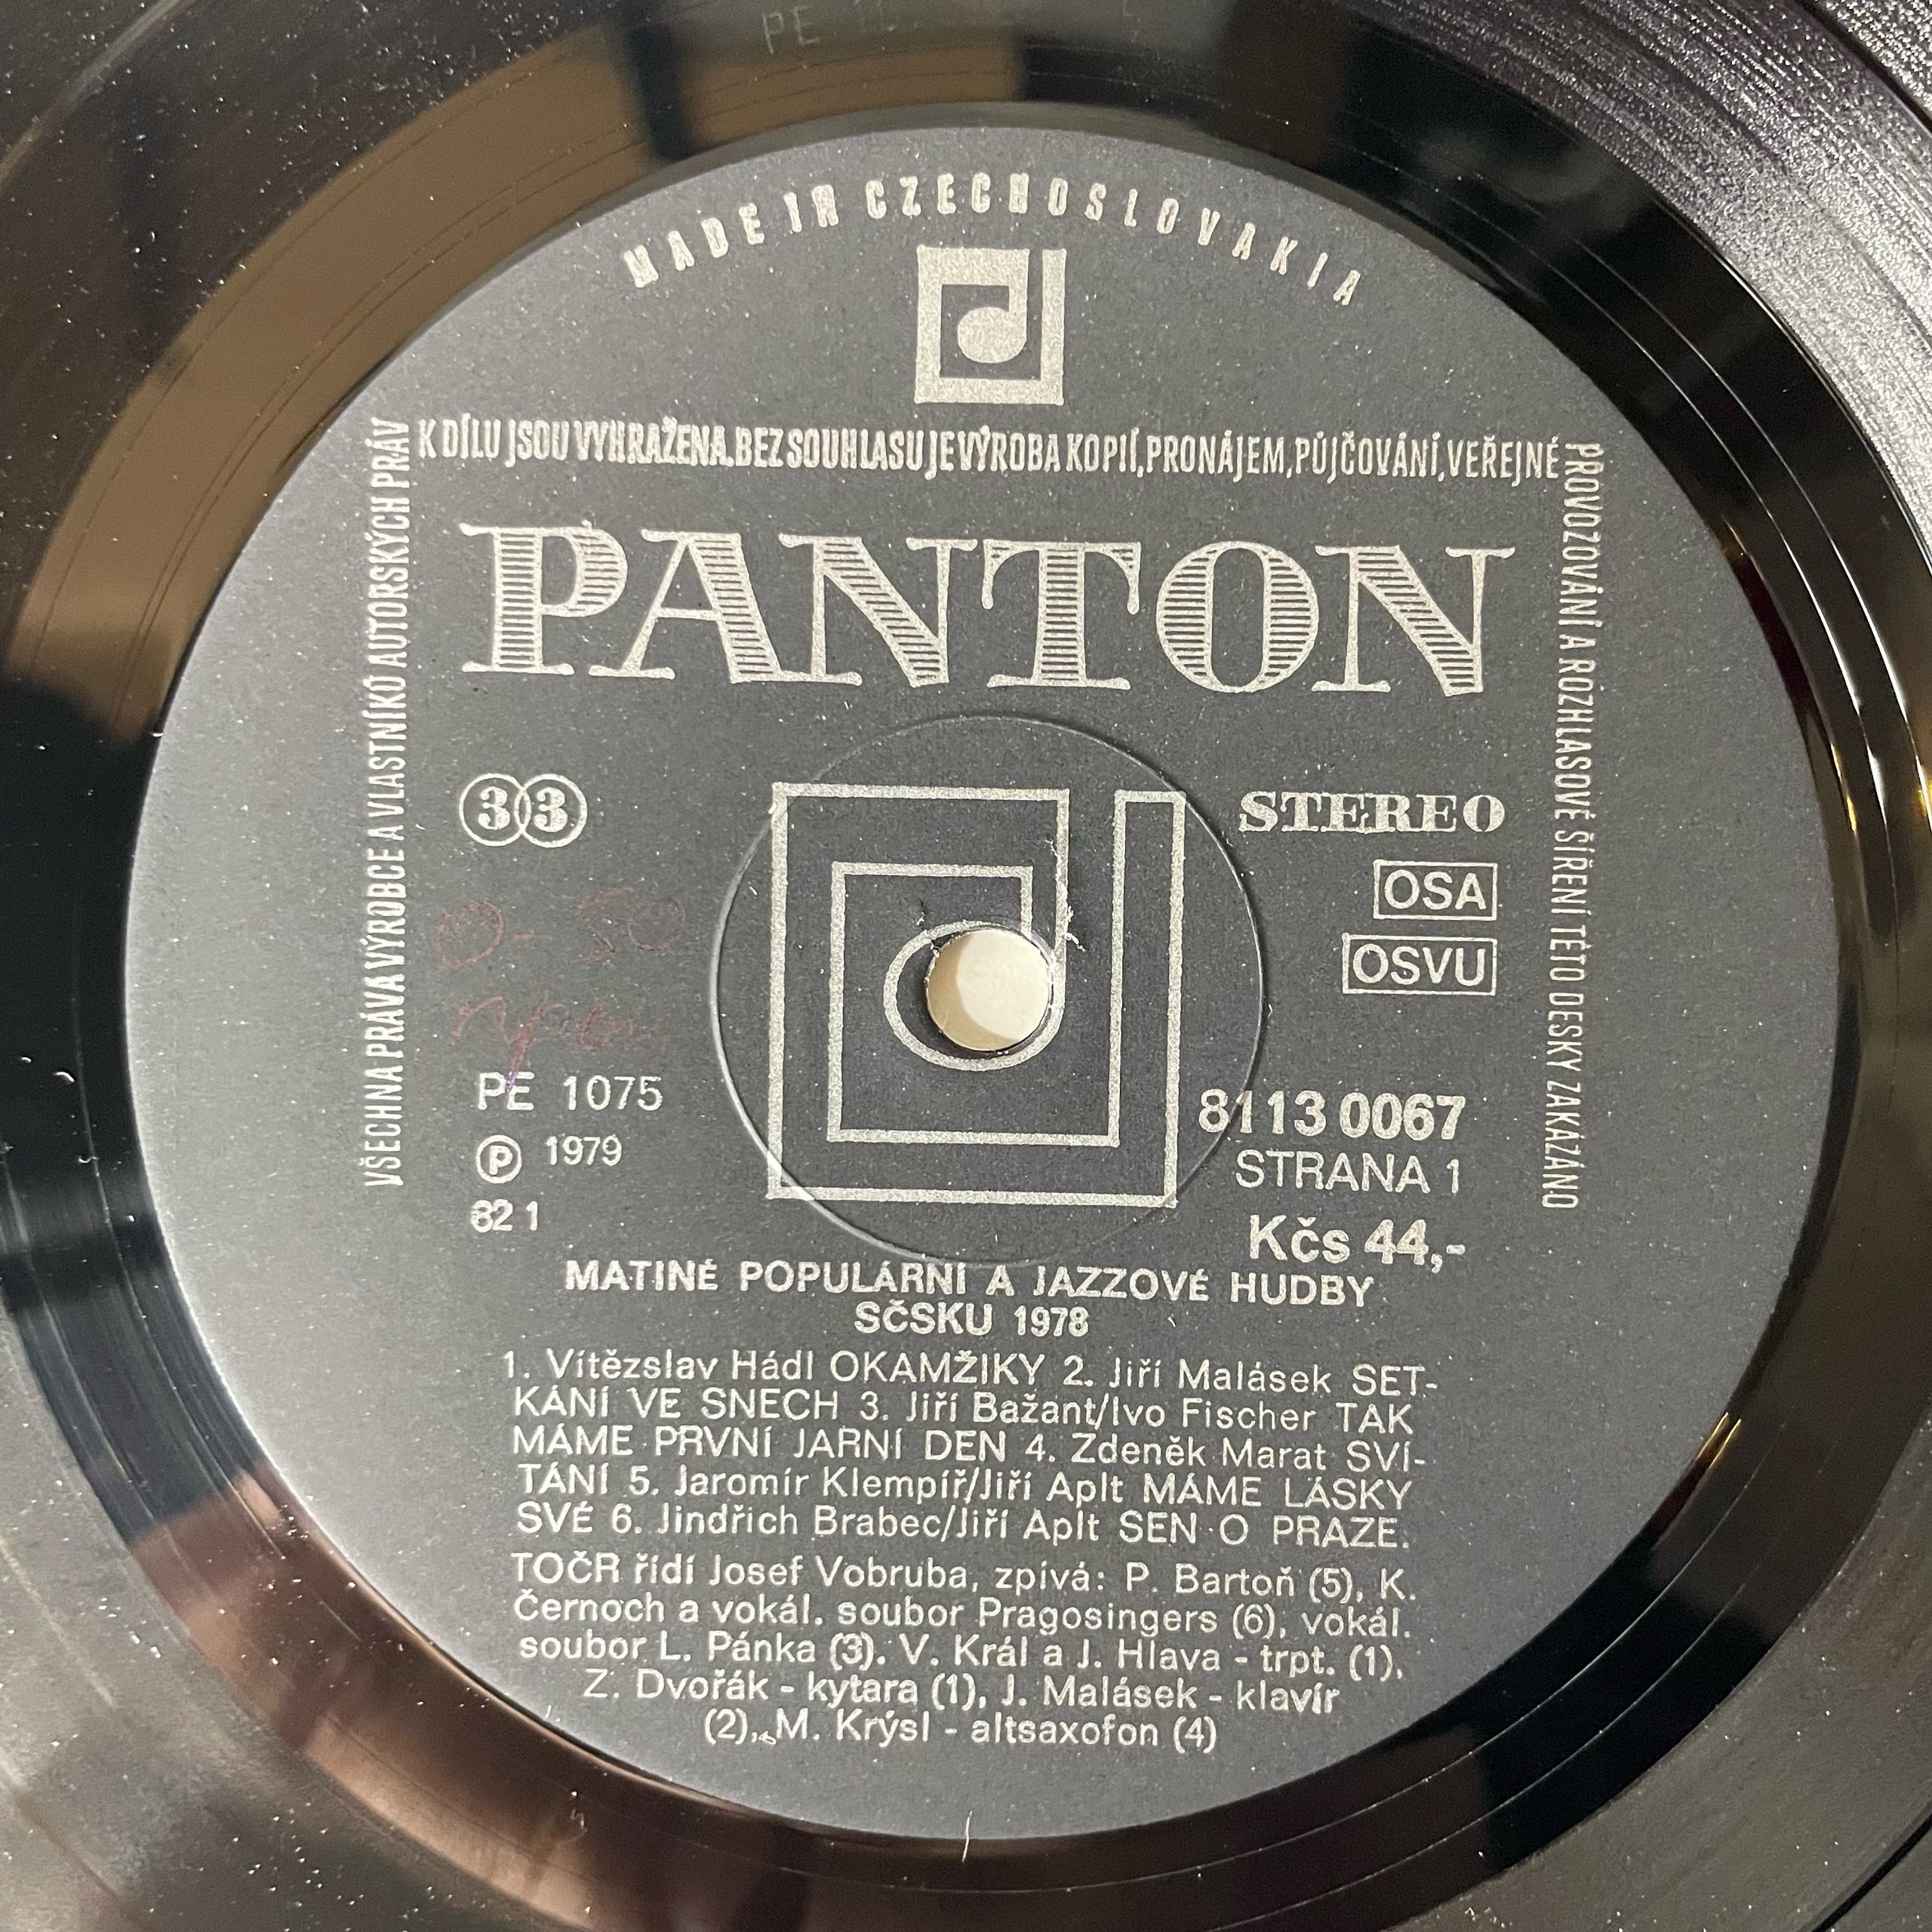 PE 10
MADE IN CZECHOSLOVAKIA
VŠECHNA PRÁVA VÝROBCE A VLASTNÍKŮ AUTORSKÝCH PRÁV
K DÍLU JSOU VYHRAŽENA. BEZ SOUHLASU JE VÝROBA KOPIÍ, PRONÁJEM, PŮJČOVÁNÍ, VEŘEJNÉ
PROVOZOVÁNÍ A ROZHLASOVÉ ŠÍŘENÍ TÉTO DESKY ZAKÁZÁNO
PANTON
33
STEREO
OSA
OSVU
PE 1075
Ⓟ 1979
62 1
8113 0067
STRANA 1
Kčs 44,-
MATINÉ POPULÁRNÍ A JAZZOVÉ HUDBY
SČSKU 1978
1. Vítězslav Hádl OKAMŽIKY 2. Jiří Malásek SET-
KÁNÍ VE SNECH 3. Jiří Bažant/Ivo Fischer TAK
MÁME PRVNÍ JARNÍ DEN 4. Zdeněk Marat SVÍ-
TÁNÍ 5. Jaromír Klempíř/Jiří Aplt MÁME LÁSKY
SVÉ 6. Jindřich Brabec/Jiří Aplt SEN O PRAZE.
TOČR řídí Josef Vobruba, zpívá: P. Bartoň (5), K.
Černoch a vokál. soubor Pragosingers (6), vokál.
soubor L. Pánka (3). V. Král a J. Hlava - trpt. (1),
Z. Dvořák - kytara (1), J. Malásek - klavír
(2), M. Krýsl - altsaxofon (4)